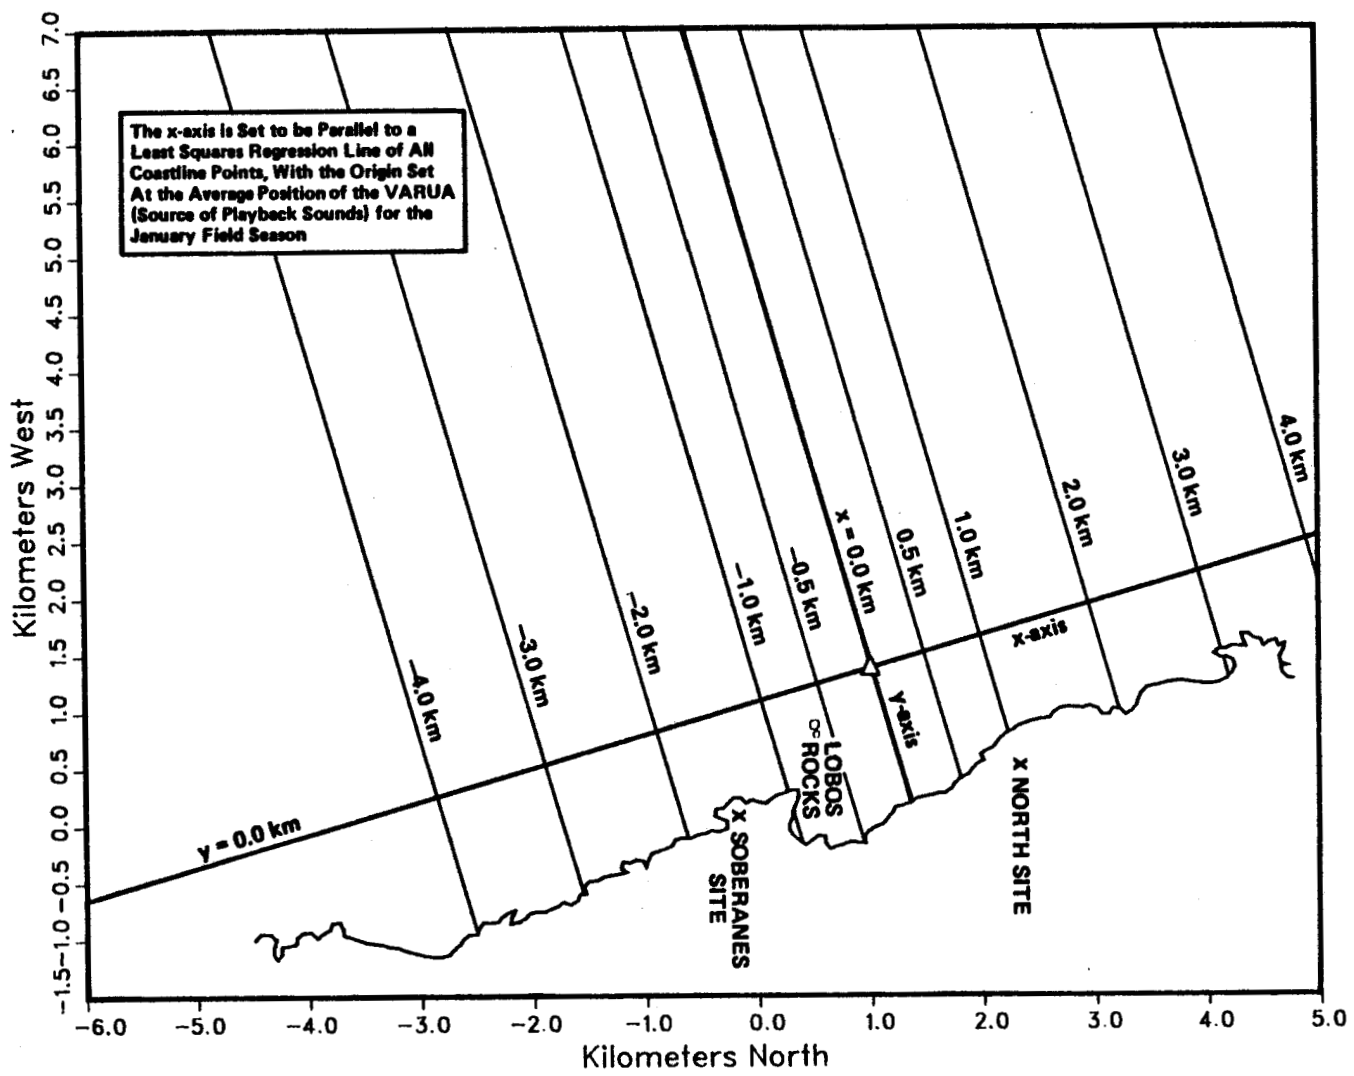 7.0
6.5
6.0
5.5
5.0
4.5
4.0
3.5
3.0
2.5
2.0
1.5
1.0
0.5
0.0
−0.5
−1.0
−1.5
Kilometers West
The x-axis is Set to be Parallel to a
Least Squares Regression Line of All
Coastline Points, With the Origin Set
At the Average Position of the VARUA
(Source of Playback Sounds) for the
January Field Season
−4.0 km
−3.0 km
−2.0 km
−1.0 km
−0.5 km
x = 0.0 km
0.5 km
1.0 km
2.0 km
3.0 km
4.0 km
x-axis
y-axis
y = 0.0 km
LOBOS
ROCKS
X SOBERANES
SITE
X NORTH SITE
−6.0 −5.0 −4.0 −3.0 −2.0 −1.0 0.0 1.0 2.0 3.0 4.0 5.0
Kilometers North